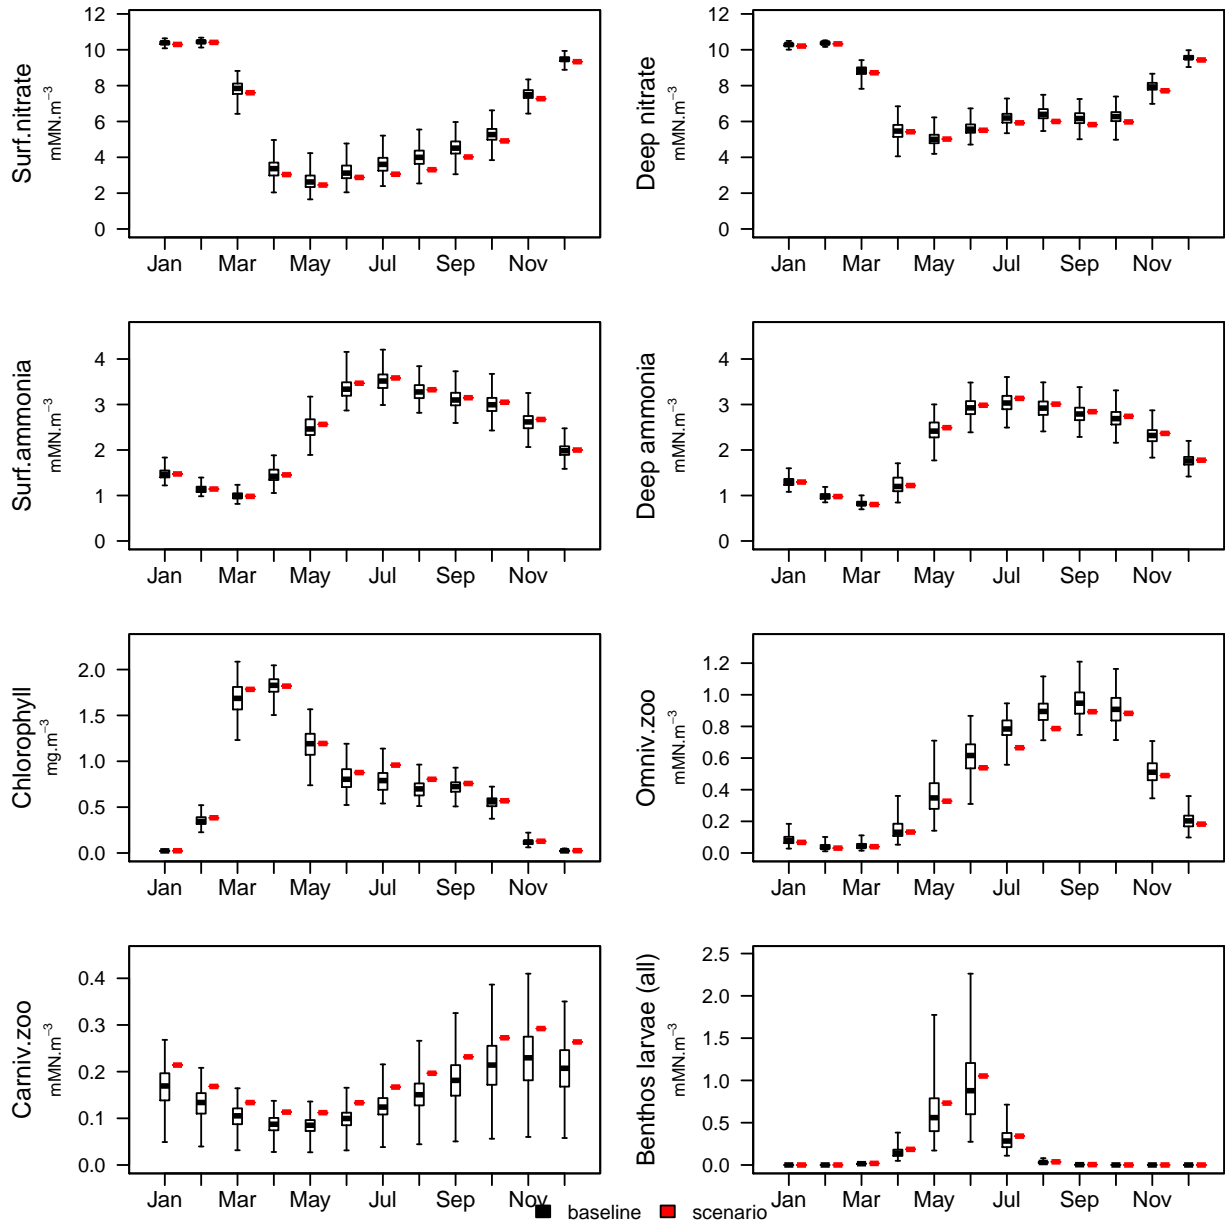 Surf.nitrate
mMN.m⁻³
12
10
8
6
4
2
0
Jan Mar May Jul Sep Nov
Deep nitrate
mMN.m⁻³
12
10
8
6
4
2
0
Jan Mar May Jul Sep Nov
Surf.ammonia
mMN.m⁻³
4
3
2
1
0
Jan Mar May Jul Sep Nov
Deep ammonia
mMN.m⁻³
4
3
2
1
0
Jan Mar May Jul Sep Nov
Chlorophyll
mg.m⁻³
2.0
1.5
1.0
0.5
0.0
Jan Mar May Jul Sep Nov
Omniv.zoo
mMN.m⁻³
1.2
1.0
0.8
0.6
0.4
0.2
0.0
Jan Mar May Jul Sep Nov
Carniv.zoo
mMN.m⁻³
0.4
0.3
0.2
0.1
0.0
Jan Mar May Jul Sep Nov
Benthos larvae (all)
mMN.m⁻³
2.5
2.0
1.5
1.0
0.5
0.0
Jan Mar May Jul Sep Nov
baseline scenario